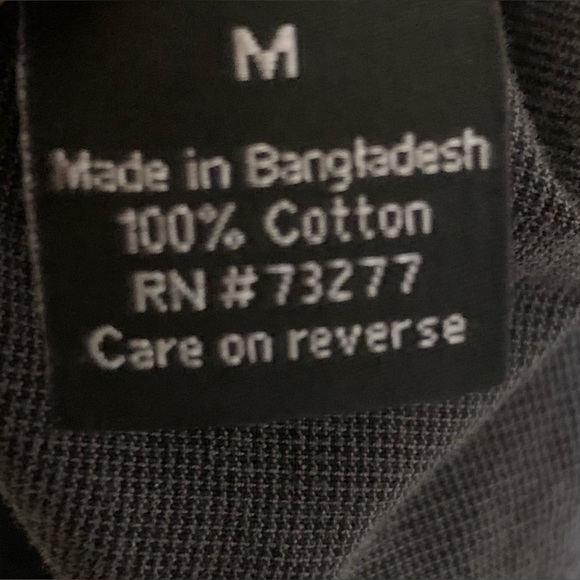 M
Made in Bangladesh
100% Cotton
RN # 73277
Care on reverse